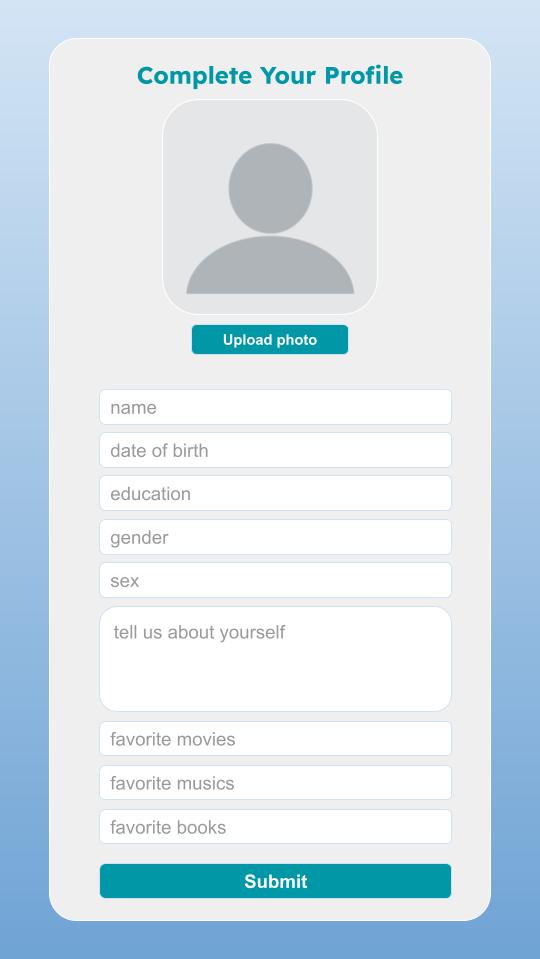 Complete Your Profile
Upload photo
name
date of birth
education
gender
sex
tell us about yourself
favorite movies
favorite musics
favorite books
Submit